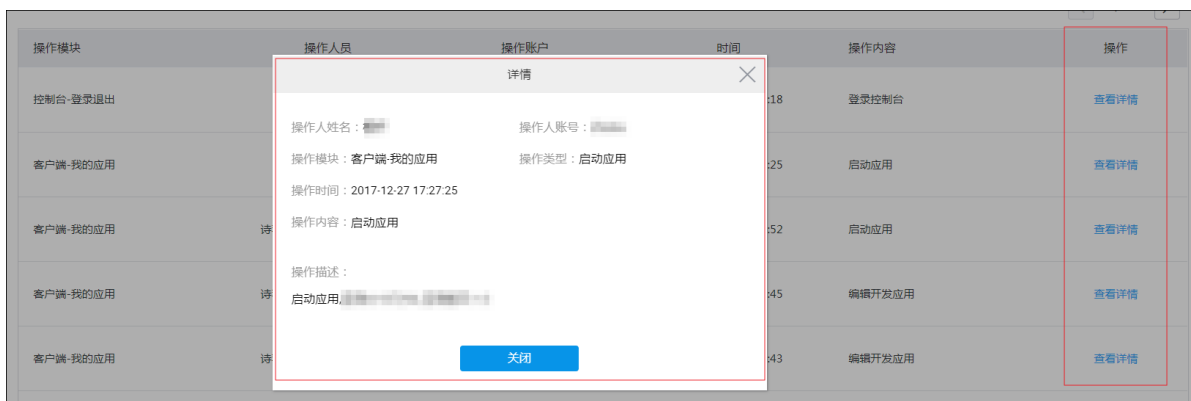 操作模块 操作人员 操作账户 时间 操作内容 操作
详情
控制台-登录退出 :18 登录控制台 查看详情
操作人姓名： 操作人账号：
客户端-我的应用 操作模块：客户端-我的应用 操作类型：启动应用 :25 启动应用 查看详情
操作时间：2017-12-27 17:27:25
客户端-我的应用 诗 操作内容：启动应用 :52 启动应用 查看详情
操作描述：
客户端-我的应用 诗 启动应用, :45 编辑开发应用 查看详情
客户端-我的应用 诗 关闭 :43 编辑开发应用 查看详情